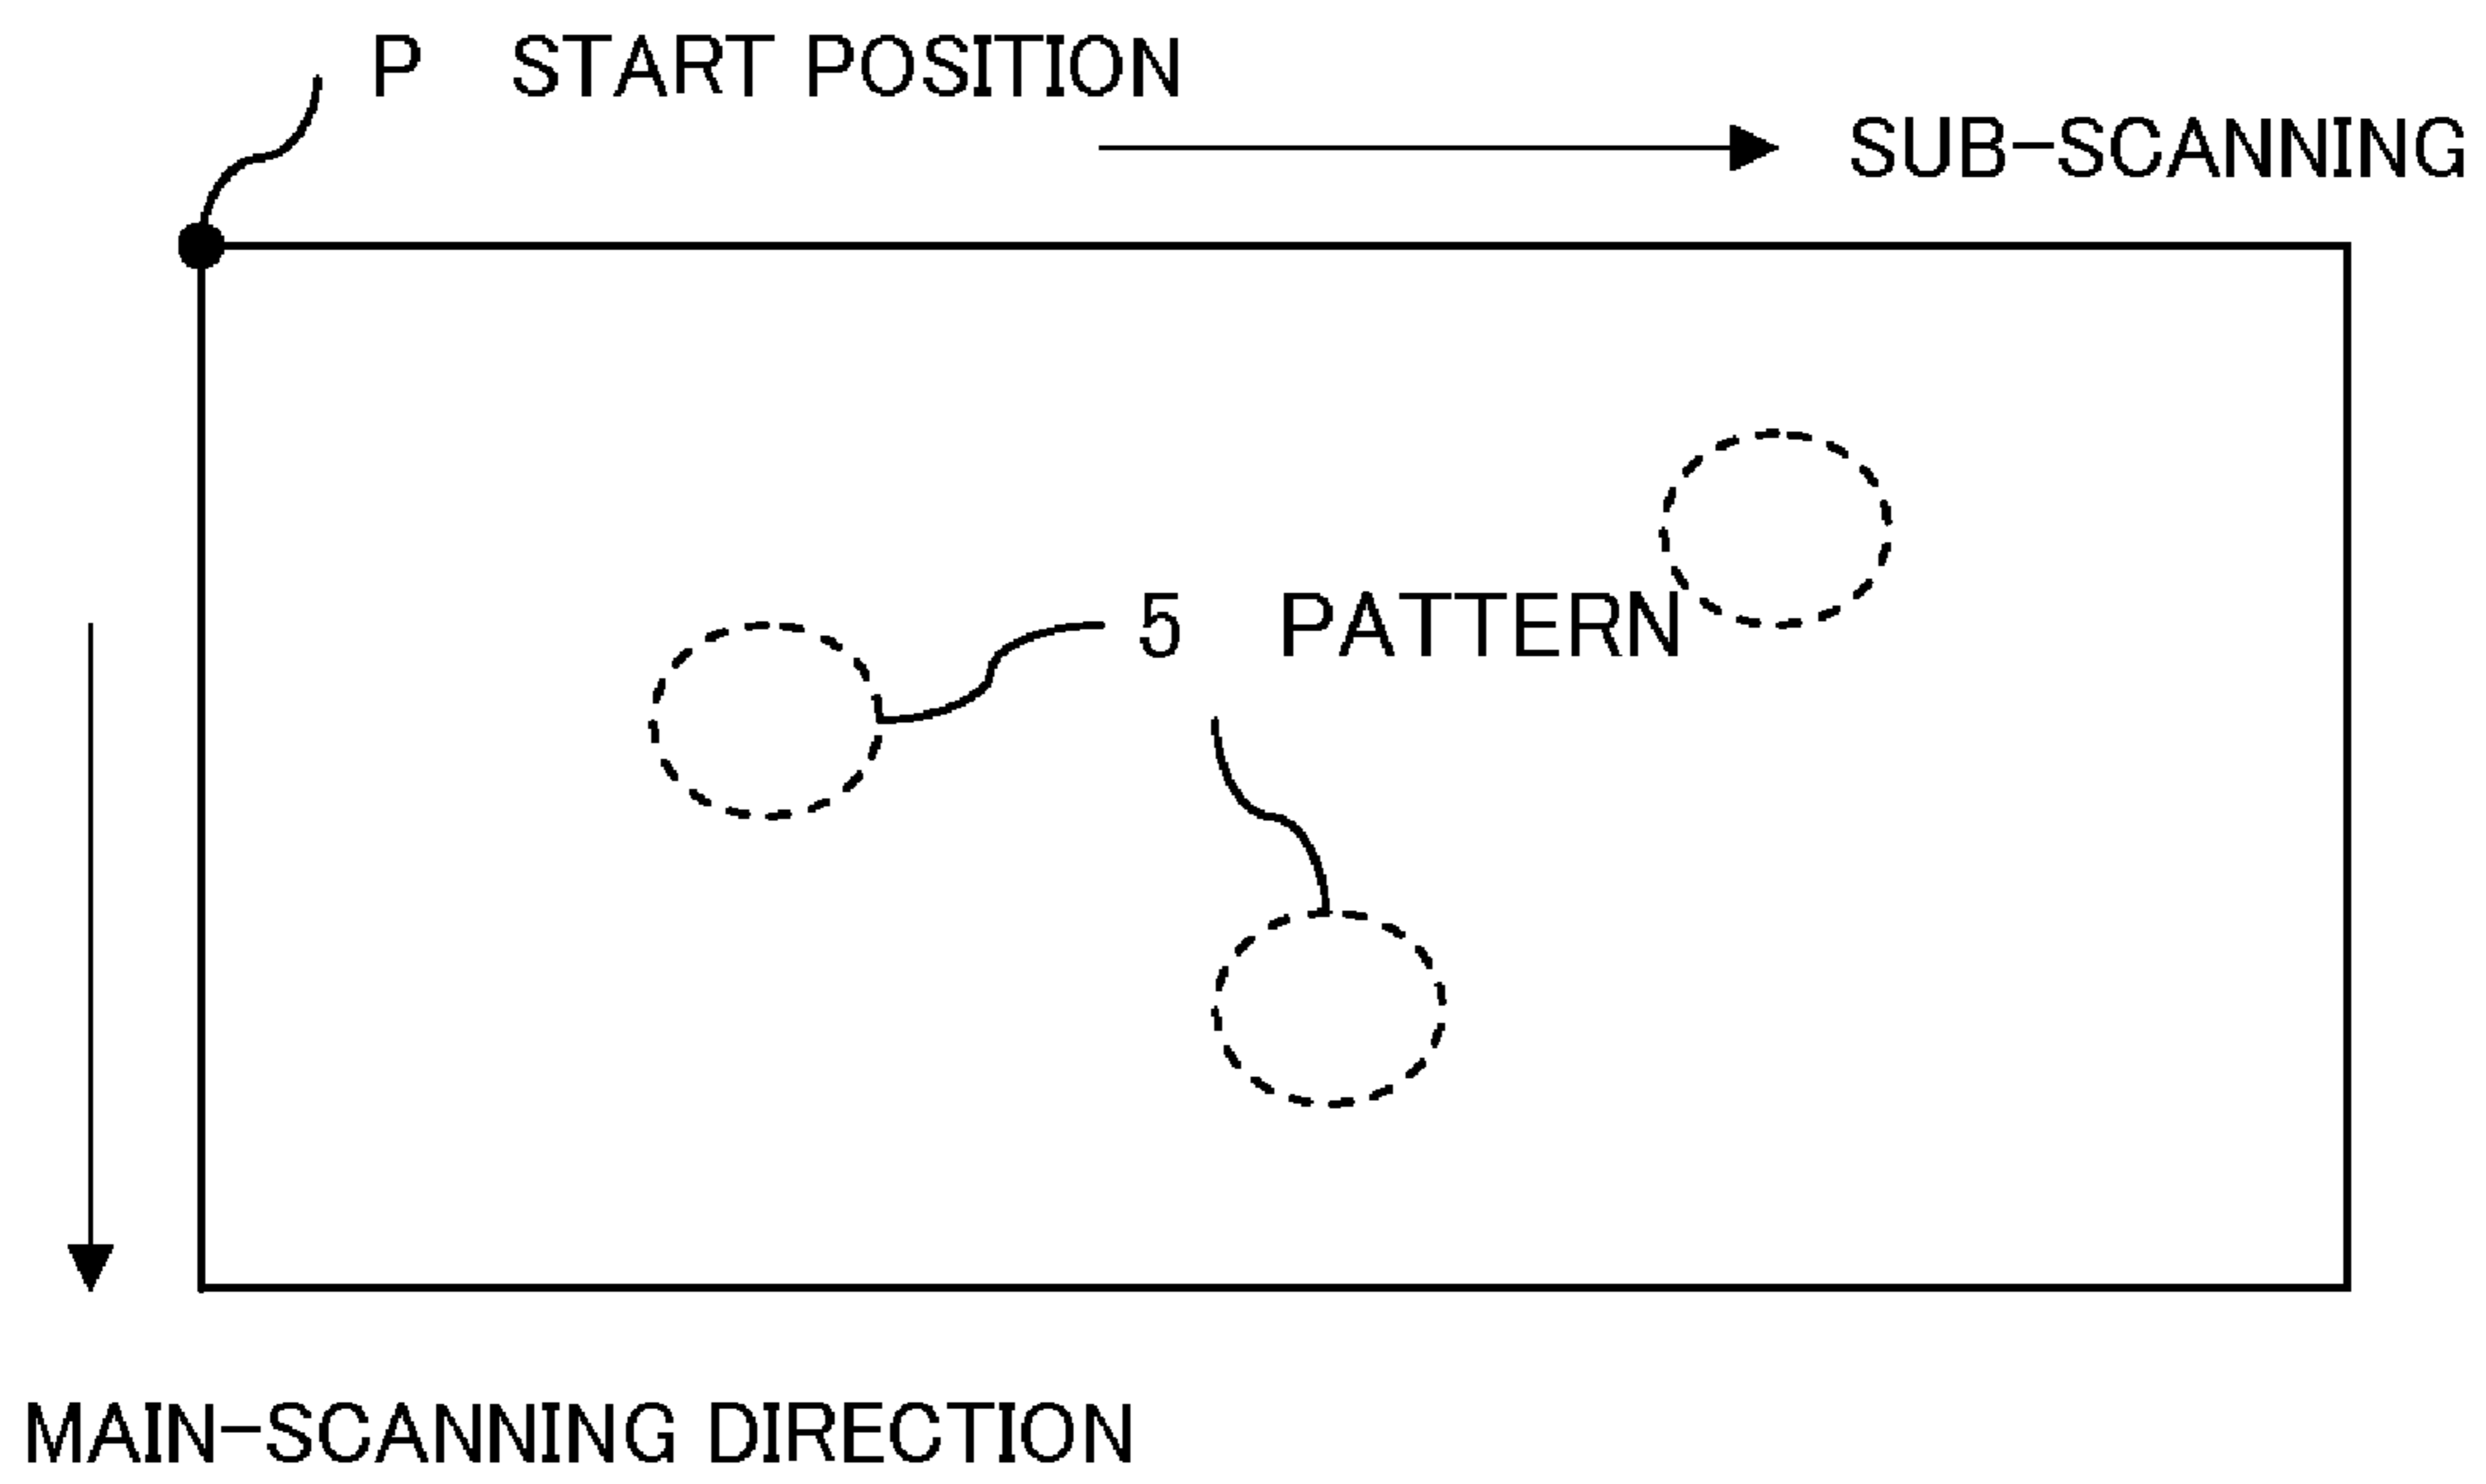 P START POSITION
SUB-SCANNING
5 PATTERN
MAIN-SCANNING DIRECTION